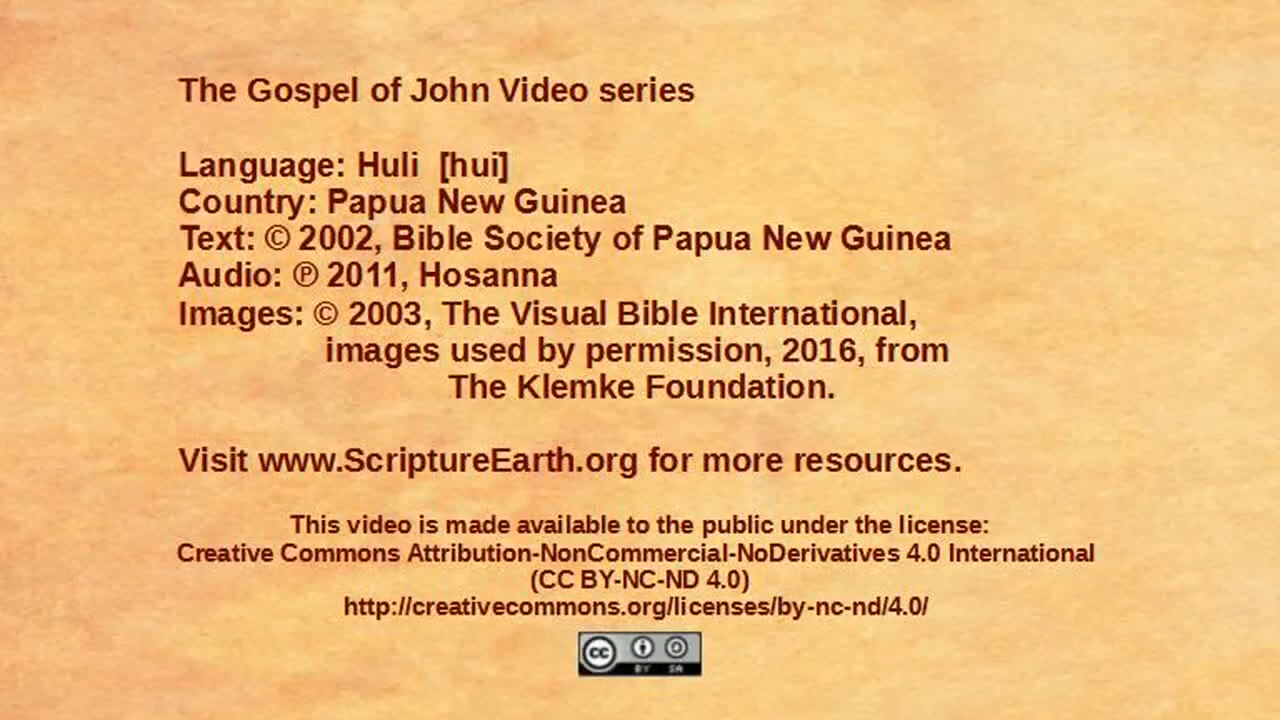 The Gospel of John Video series
Language: Huli [hui]
Country: Papua New Guinea
Text: © 2002, Bible Society of Papua New Guinea
Audio: ℗ 2011, Hosanna
Images: © 2003, The Visual Bible International,
images used by permission, 2016, from
The Klemke Foundation.
Visit www.ScriptureEarth.org for more resources.
This video is made available to the public under the license:
Creative Commons Attribution-NonCommercial-NoDerivatives 4.0 International
(CC BY-NC-ND 4.0)
http://creativecommons.org/licenses/by-nc-nd/4.0/
cc BY SA